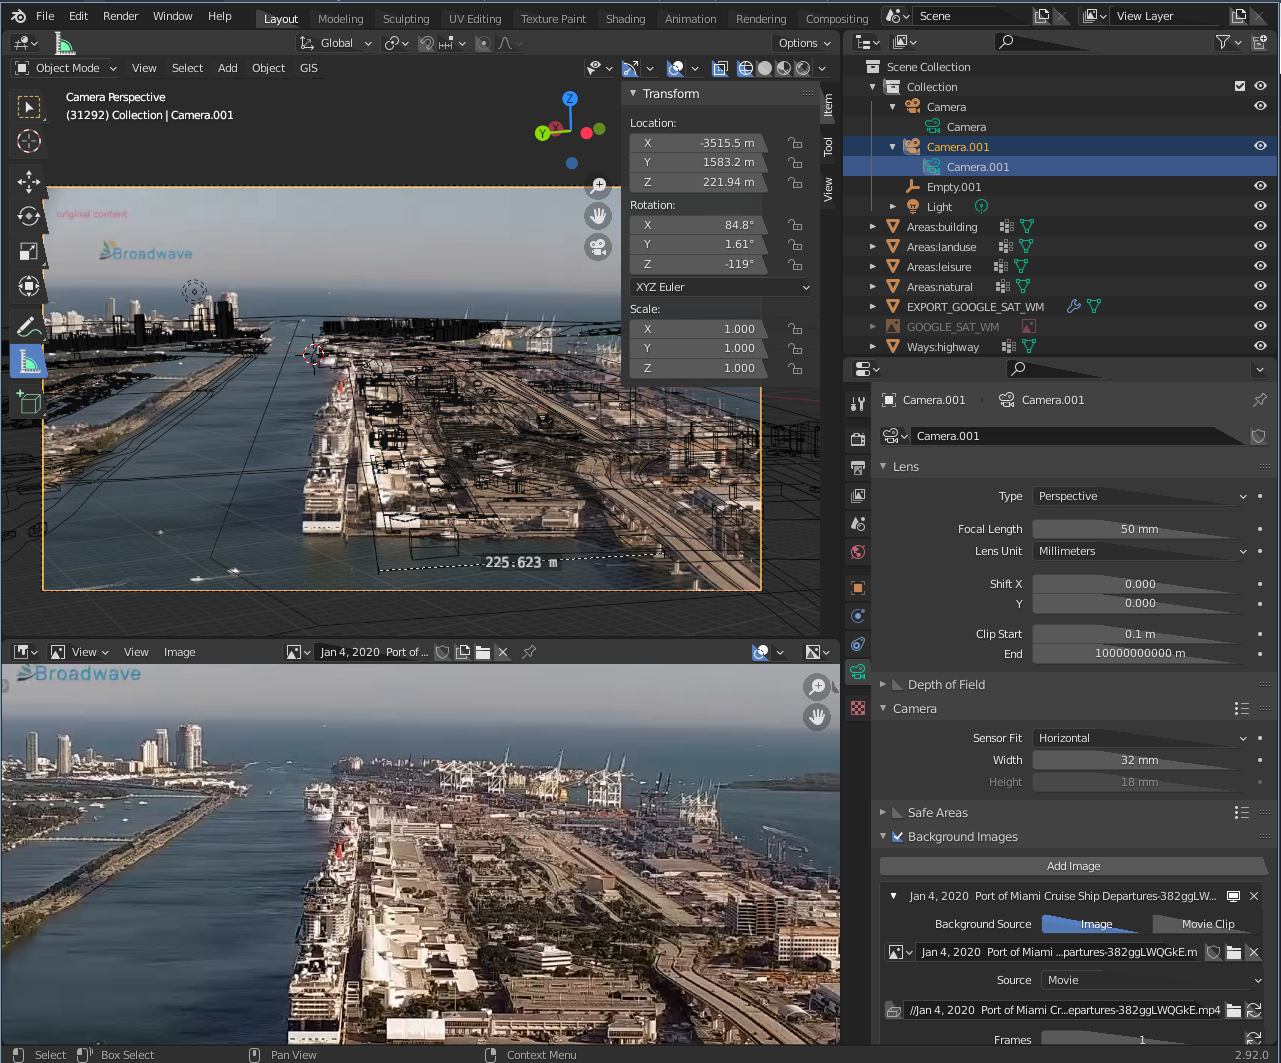 File Edit Render Window Help
Layout Modeling Sculpting UV Editing Texture Paint Shading Animation Rendering Compositing
Scene
View Layer
Global
Options
Object Mode View Select Add Object GIS
Camera Perspective
(31292) Collection | Camera.001
Z
Y
X
original content
Broadwave
225.623 m
Transform
Location:
X -3515.5 m
Y 1583.2 m
Z 221.94 m
Rotation:
X 84.8°
Y 1.61°
Z -119°
XYZ Euler
Scale:
X 1.000
Y 1.000
Z 1.000
Item
Tool
View
Scene Collection
Collection
Camera
Camera
Camera.001
Camera.001
Empty.001
Light
Areas:building
Areas:landuse
Areas:leisure
Areas:natural
EXPORT_GOOGLE_SAT_WM
GOOGLE_SAT_WM
Ways:highway
Camera.001 Camera.001
Camera.001
Lens
Type Perspective
Focal Length 50 mm
Lens Unit Millimeters
Shift X 0.000
Y 0.000
Clip Start 0.1 m
End 10000000000 m
Depth of Field
Camera
Sensor Fit Horizontal
Width 32 mm
Height 18 mm
Safe Areas
Background Images
Add Image
Jan 4, 2020 Port of Miami Cruise Ship Departures-382ggLW...
Background Source Image Movie Clip
Jan 4, 2020 Port of Miami ...partures-382ggLWQGkE.m
Source Movie
//Jan 4, 2020 Port of Miami Cr...epartures-382ggLWQGkE.mp4
Frames 1
View View Image
Jan 4, 2020 Port of ...
Broadwave
Select Box Select Pan View Context Menu
2.92.0